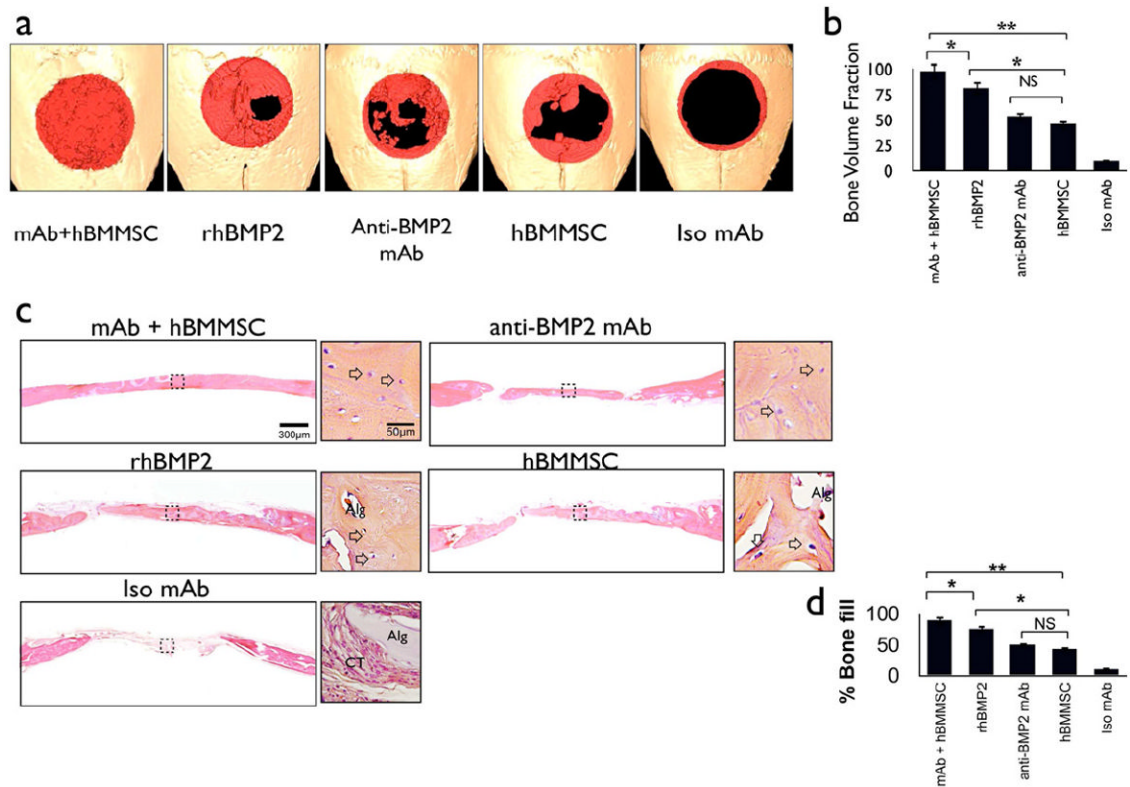 a
mAb+hBMMSC
rhBMP2
Anti-BMP2
mAb
hBMMSC
Iso mAb
b
**
*
*
NS
Bone Volume Fraction
100
75
50
25
0
mAb + hBMMSC
rhBMP2
anti-BMP2 mAb
hBMMSC
Iso mAb
c
mAb + hBMMSC
300μm
50μm
anti-BMP2 mAb
rhBMP2
Alg
hBMMSC
Alg
Iso mAb
Alg
CT
d
**
*
*
NS
% Bone fill
100
50
0
mAb + hBMMSC
rhBMP2
anti-BMP2 mAb
hBMMSC
Iso mAb